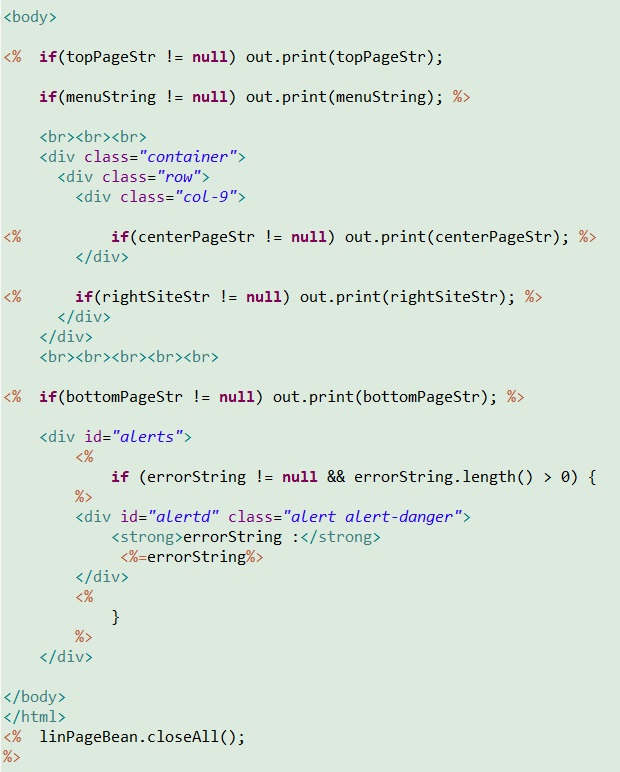 <body>
<%  if(topPageStr != null) out.print(topPageStr);
    if(menuString != null) out.print(menuString); %>
    <br><br><br>
    <div class="container">
      <div class="row">
        <div class="col-9">
<%          if(centerPageStr != null) out.print(centerPageStr); %>
        </div>
<%      if(rightSiteStr != null) out.print(rightSiteStr); %>
      </div>
    </div>
    <br><br><br><br><br>
<%  if(bottomPageStr != null) out.print(bottomPageStr); %>
    <div id="alerts">
        <%
            if (errorString != null && errorString.length() > 0) {
        %>
        <div id="alertd" class="alert alert-danger">
            <strong>errorString :</strong>
             <%=errorString%>
        </div>
        <%
            }
        %>
    </div>
</body>
</html>
<%  linPageBean.closeAll();
%>